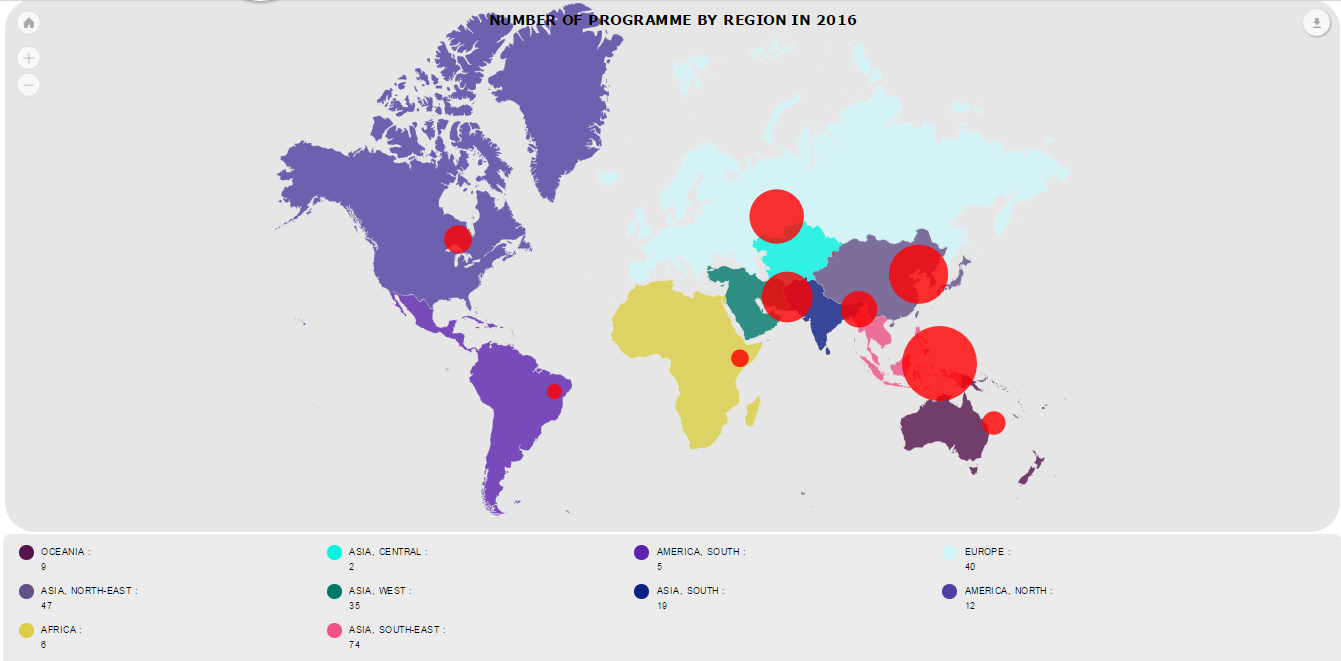 NUMBER OF PROGRAMME BY REGION IN 2016
OCEANIA :
9
ASIA, CENTRAL :
2
AMERICA, SOUTH :
5
EUROPE :
40
ASIA, NORTH-EAST :
47
ASIA, WEST :
35
ASIA, SOUTH :
19
AMERICA, NORTH :
12
AFRICA :
6
ASIA, SOUTH-EAST :
74